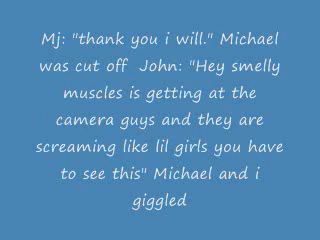 Mj: "thank you i will." Michael
was cut off  John: "Hey smelly
muscles is getting at the
camera guys and they are
screaming like lil girls you have
to see this" Michael and i
giggled